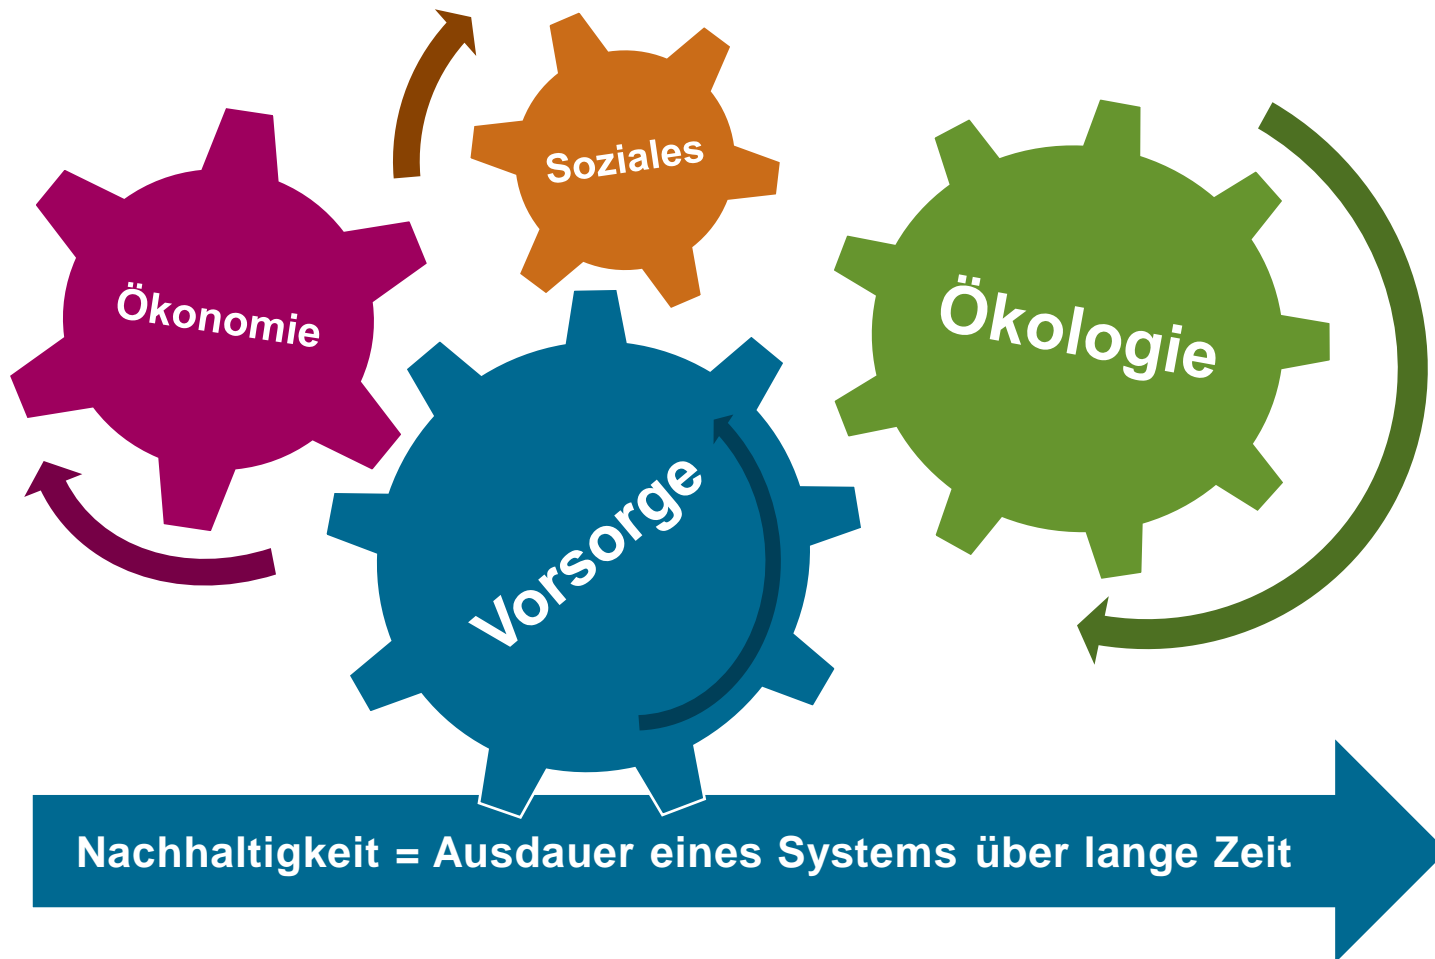 Soziales
Ökonomie
Ökologie
Vorsorge
Nachhaltigkeit = Ausdauer eines Systems über lange Zeit